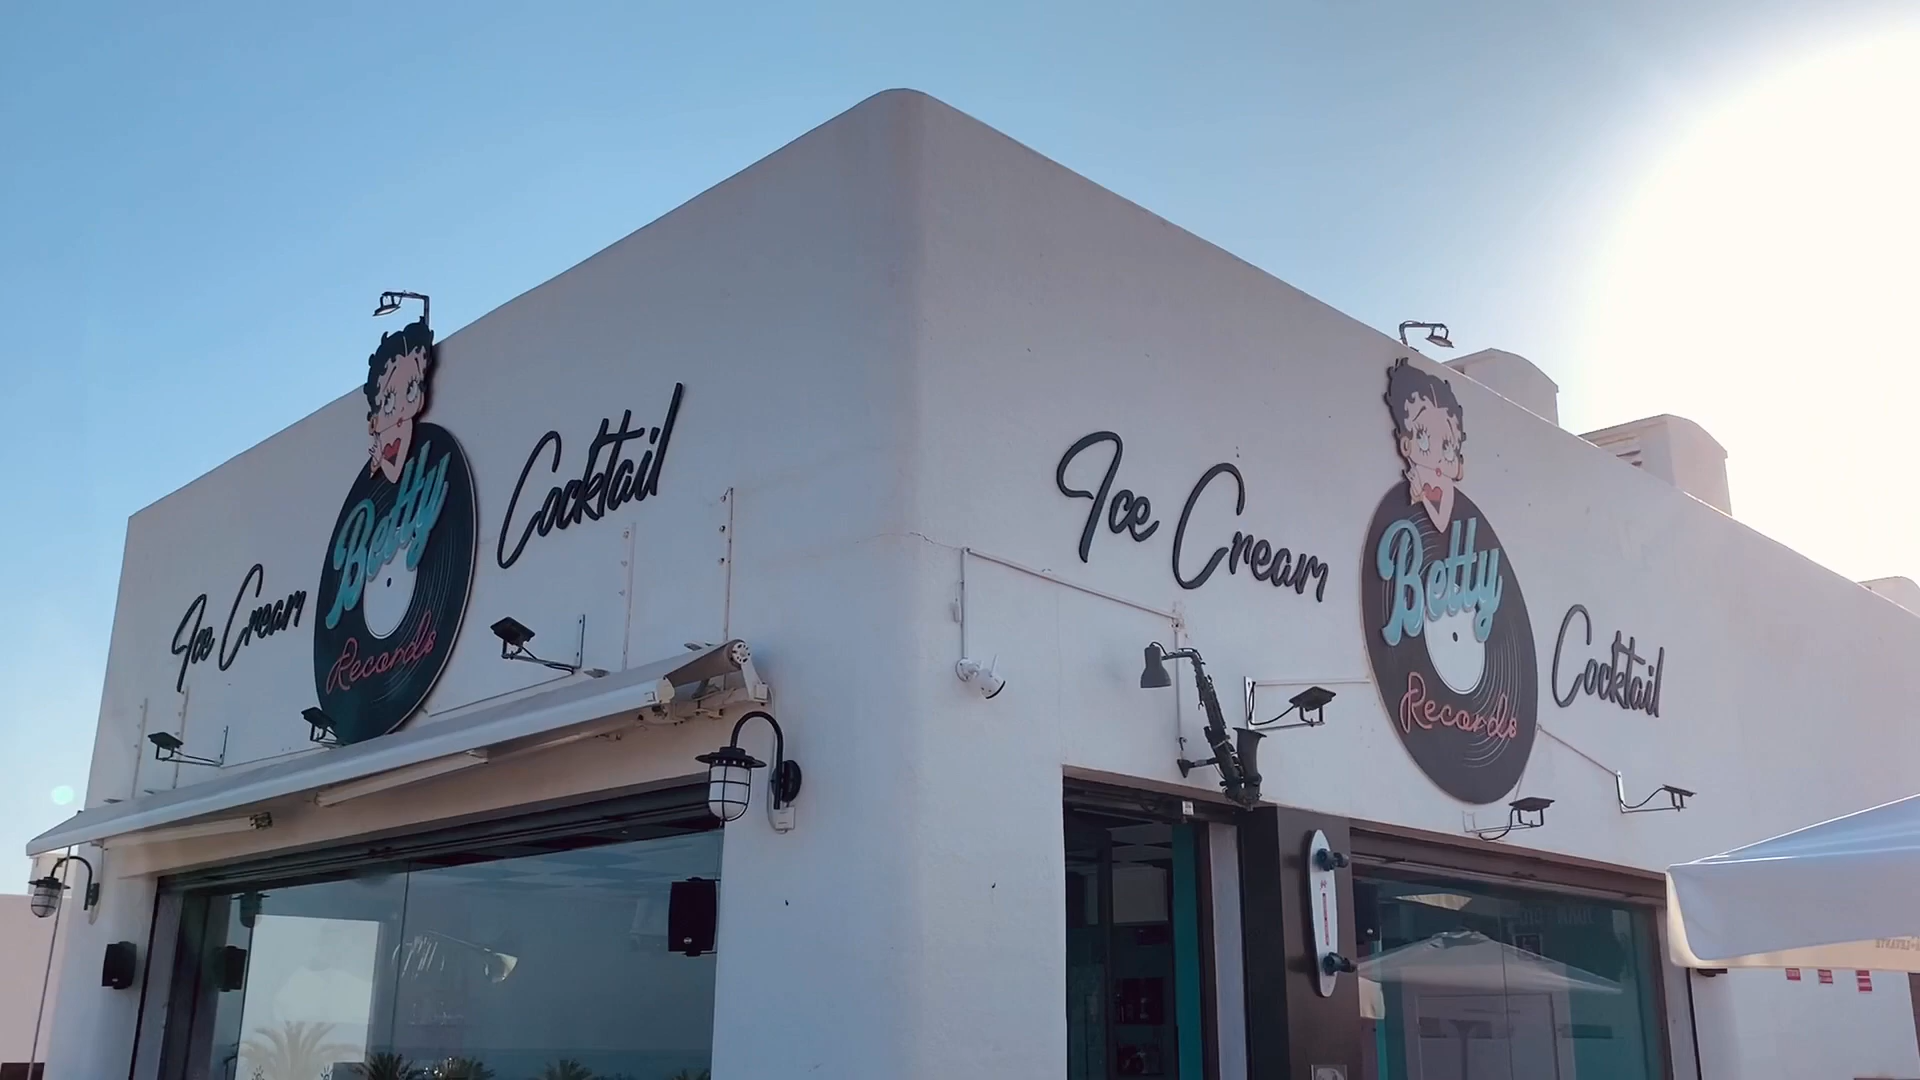 Ice Cream
Betty
Records
Cocktail
Ice Cream
Betty
Records
Cocktail